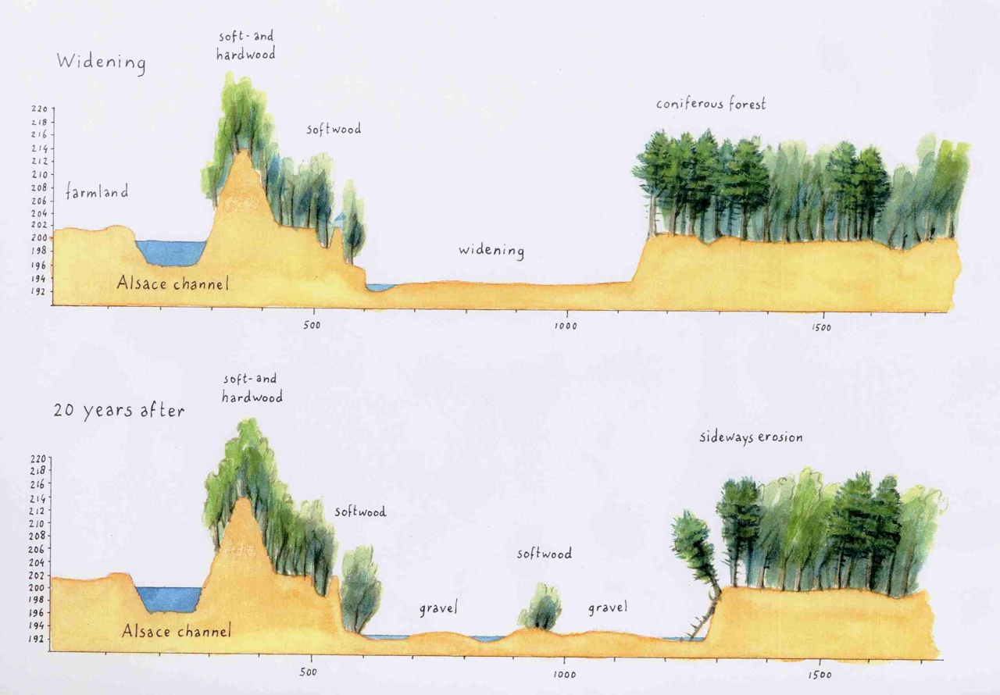 Widening
soft- and
hardwood
softwood
coniferous forest
farmland
widening
Alsace channel
220
218
216
214
212
210
208
206
204
202
200
198
196
194
192
500
1000
1500
20 years after
soft- and
hardwood
sideways erosion
softwood
softwood
gravel
gravel
Alsace channel
220
218
216
214
212
210
208
206
204
202
200
198
196
194
192
500
1000
1500